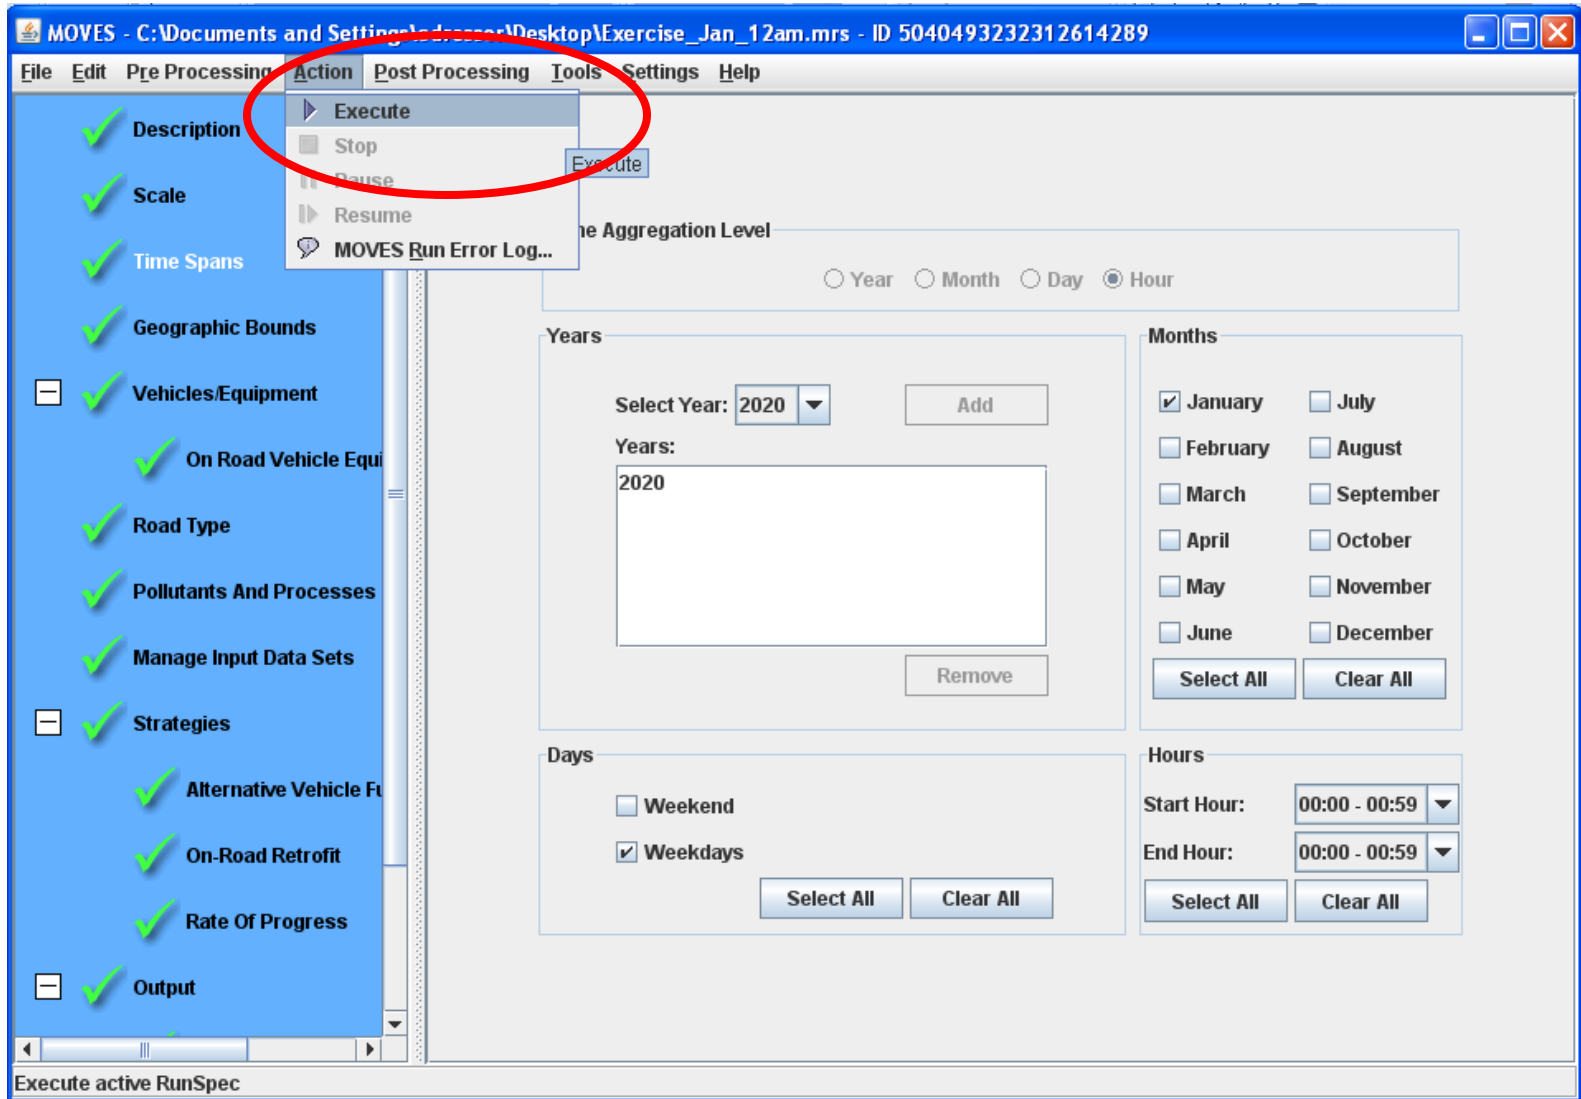 MOVES - C:\Documents and Settings\adresser\Desktop\Exercise_Jan_12am.mrs - ID 5040493232312614289
File Edit Pre Processing Action Post Processing Tools Settings Help
Execute
Stop
Pause
Resume
MOVES Run Error Log...
Execute
Description
Scale
Time Spans
Geographic Bounds
Vehicles/Equipment
On Road Vehicle Equi
Road Type
Pollutants And Processes
Manage Input Data Sets
Strategies
Alternative Vehicle Fu
On-Road Retrofit
Rate Of Progress
Output
ne Aggregation Level
Year Month Day Hour
Years
Select Year: 2020 Add
Years:
2020
Remove
Months
January July
February August
March September
April October
May November
June December
Select All Clear All
Days
Weekend
Weekdays
Select All Clear All
Hours
Start Hour: 00:00 - 00:59
End Hour: 00:00 - 00:59
Select All Clear All
Execute active RunSpec